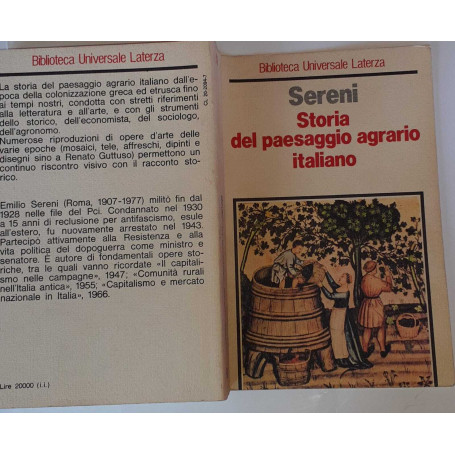 Biblioteca Universale Laterza
La storia del paesaggio agrario italiano dall'e-
poca della colonizzazione greca ed etrusca fino
ai tempi nostri, condotta con stretti riferimenti
alla letteratura e all'arte, e con gli strumenti
dello storico, dell'economista, del sociologo,
dell'agronomo.
Numerose riproduzioni di opere d'arte delle
varie epoche (mosaici, tele, affreschi, dipinti e
disegni sino a Renato Guttuso) permettono un
continuo riscontro visivo con il racconto sto-
rico.
Emilio Sereni (Roma, 1907-1977) militò fin dal
1928 nelle file del Pci. Condannato nel 1930
a 15 anni di reclusione per antifascismo, esule
all'estero, fu nuovamente arrestato nel 1943.
Partecipò attivamente alla Resistenza e alla
vita politica del dopoguerra come ministro e
senatore. È autore di fondamentali opere sto-
riche, tra le quali vanno ricordate «Il capitali-
smo nelle campagne», 1947; «Comunità rurali
nell'Italia antica», 1955; «Capitalismo e mercato
nazionale in Italia», 1966.
Lire 20000 (i.i.)
CL 20-2094-7
Biblioteca Universale Laterza
Sereni
Storia
del paesaggio agrario
italiano